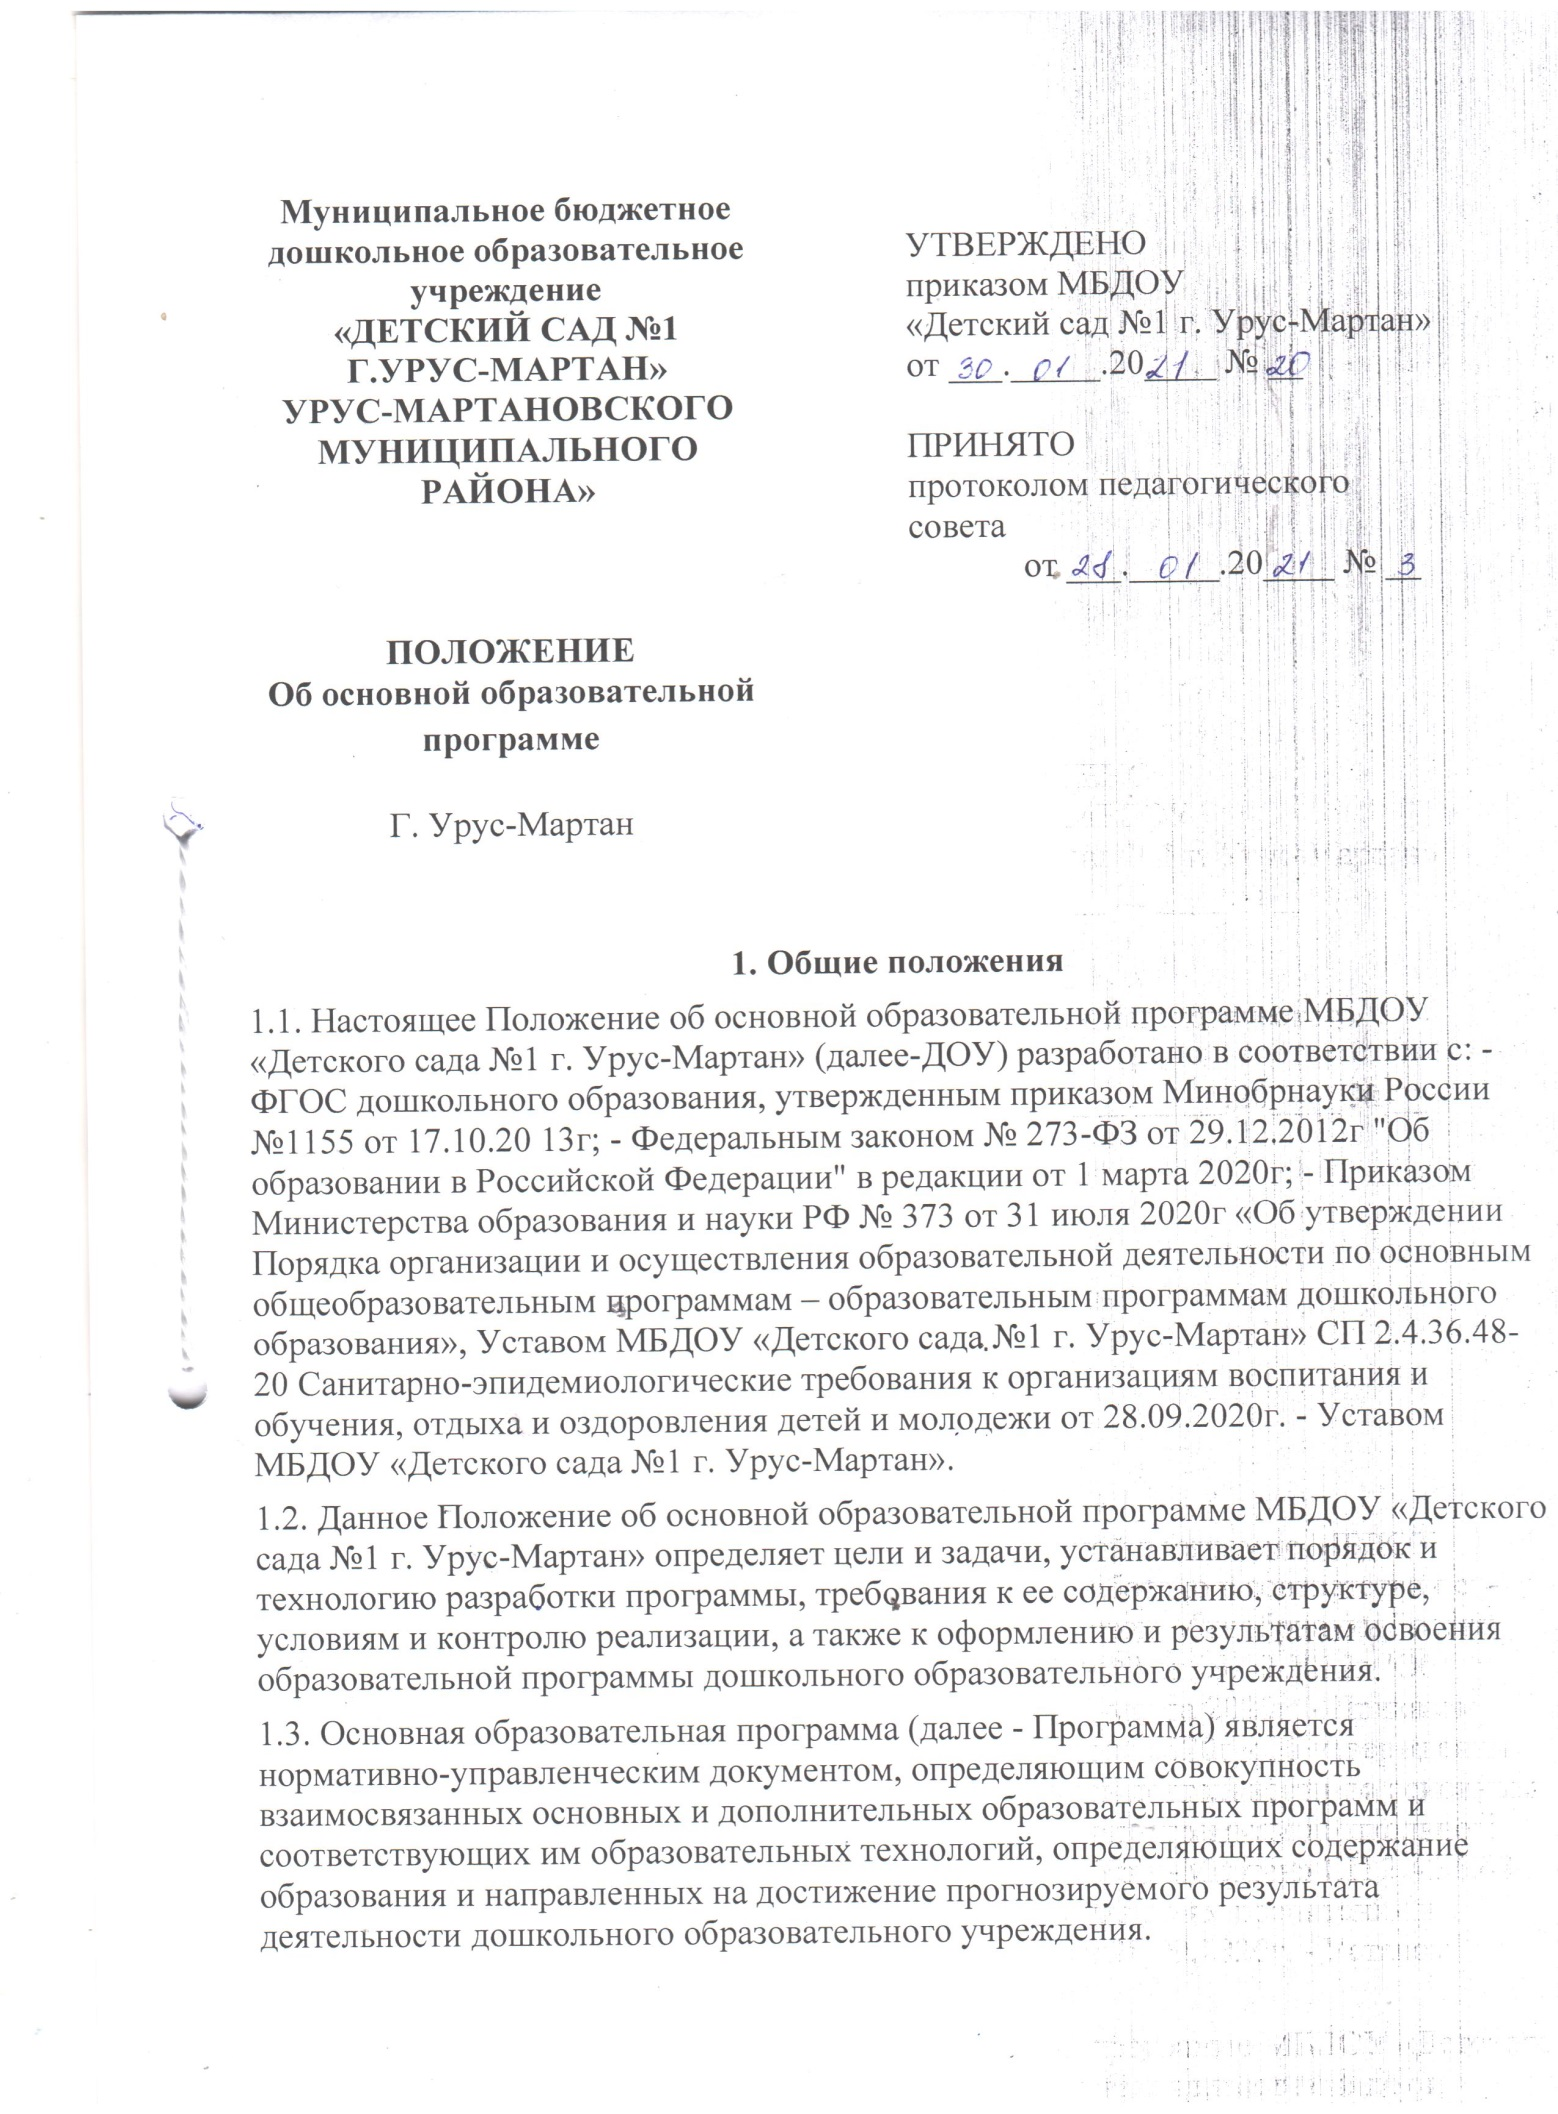 Муниципальное бюджетное
дошкольное образовательное
учреждение
«ДЕТСКИЙ САД №1
Г.УРУС-МАРТАН»
УРУС-МАРТАНОВСКОГО
МУНИЦИПАЛЬНОГО
РАЙОНА»
УТВЕРЖДЕНО
приказом МБДОУ
«Детский сад №1 г. Урус-Мартан»
от 30.01.2021 № 20
ПРИНЯТО
протоколом педагогического
совета
от 28.01.2021 № 3
ПОЛОЖЕНИЕ
Об основной образовательной
программе
Г. Урус-Мартан
1. Общие положения
1.1. Настоящее Положение об основной образовательной программе МБДОУ
«Детского сада №1 г. Урус-Мартан» (далее-ДОУ) разработано в соответствии с: -
ФГОС дошкольного образования, утвержденным приказом Минобрнауки России
№1155 от 17.10.20 13г; - Федеральным законом № 273-ФЗ от 29.12.2012г "Об
образовании в Российской Федерации" в редакции от 1 марта 2020г; - Приказом
Министерства образования и науки РФ № 373 от 31 июля 2020г «Об утверждении
Порядка организации и осуществления образовательной деятельности по основным
общеобразовательным программам – образовательным программам дошкольного
образования», Уставом МБДОУ «Детского сада №1 г. Урус-Мартан» СП 2.4.36.48-
20 Санитарно-эпидемиологические требования к организациям воспитания и
обучения, отдыха и оздоровления детей и молодежи от 28.09.2020г. - Уставом
МБДОУ «Детского сада №1 г. Урус-Мартан».
1.2. Данное Положение об основной образовательной программе МБДОУ «Детского
сада №1 г. Урус-Мартан» определяет цели и задачи, устанавливает порядок и
технологию разработки программы, требования к ее содержанию, структуре,
условиям и контролю реализации, а также к оформлению и результатам освоения
образовательной программы дошкольного образовательного учреждения.
1.3. Основная образовательная программа (далее - Программа) является
нормативно-управленческим документом, определяющим совокупность
взаимосвязанных основных и дополнительных образовательных программ и
соответствующих им образовательных технологий, определяющих содержание
образования и направленных на достижение прогнозируемого результата
деятельности дошкольного образовательного учреждения.